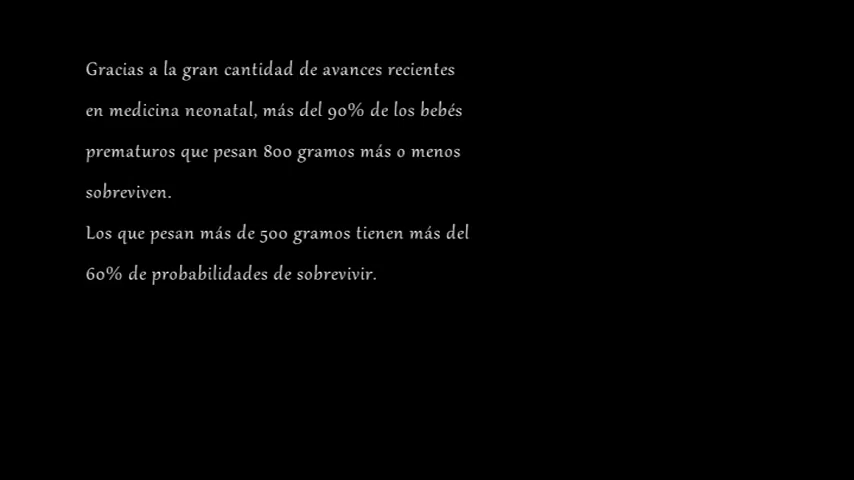 Gracias a la gran cantidad de avances recientes
en medicina neonatal, más del 90% de los bebés
prematuros que pesan 800 gramos más o menos
sobreviven.
Los que pesan más de 500 gramos tienen más del
60% de probabilidades de sobrevivir.